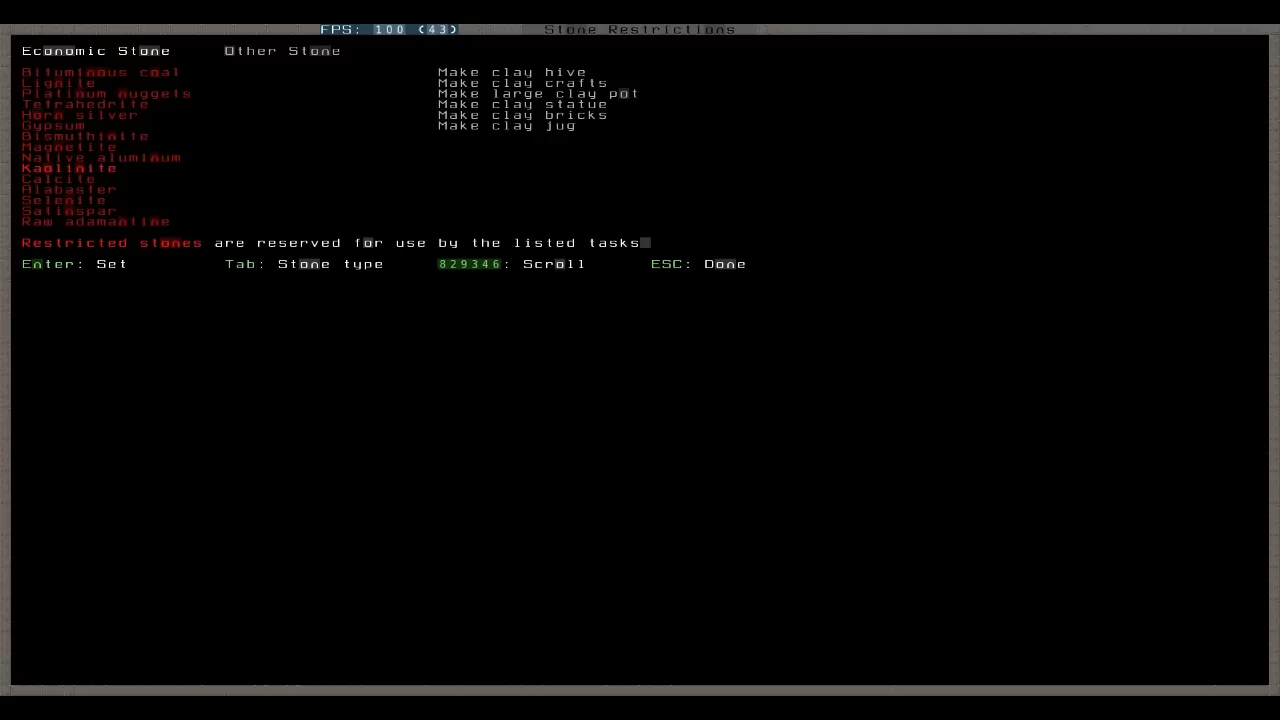 FPS: 100 (43) Stone Restrictions
Economic Stone Other Stone
Bituminous coal Make clay hive
Lignite Make clay crafts
Platinum nuggets Make large clay pot
Tetrahedrite Make clay statue
Horn silver Make clay bricks
Gypsum Make clay jug
Bismuthinite
Magnetite
Native aluminum
Kaolinite
Calcite
Alabaster
Selenite
Satinspar
Raw adamantine
Restricted stones are reserved for use by the listed tasks
Enter: Set Tab: Stone type 829346: Scroll ESC: Done